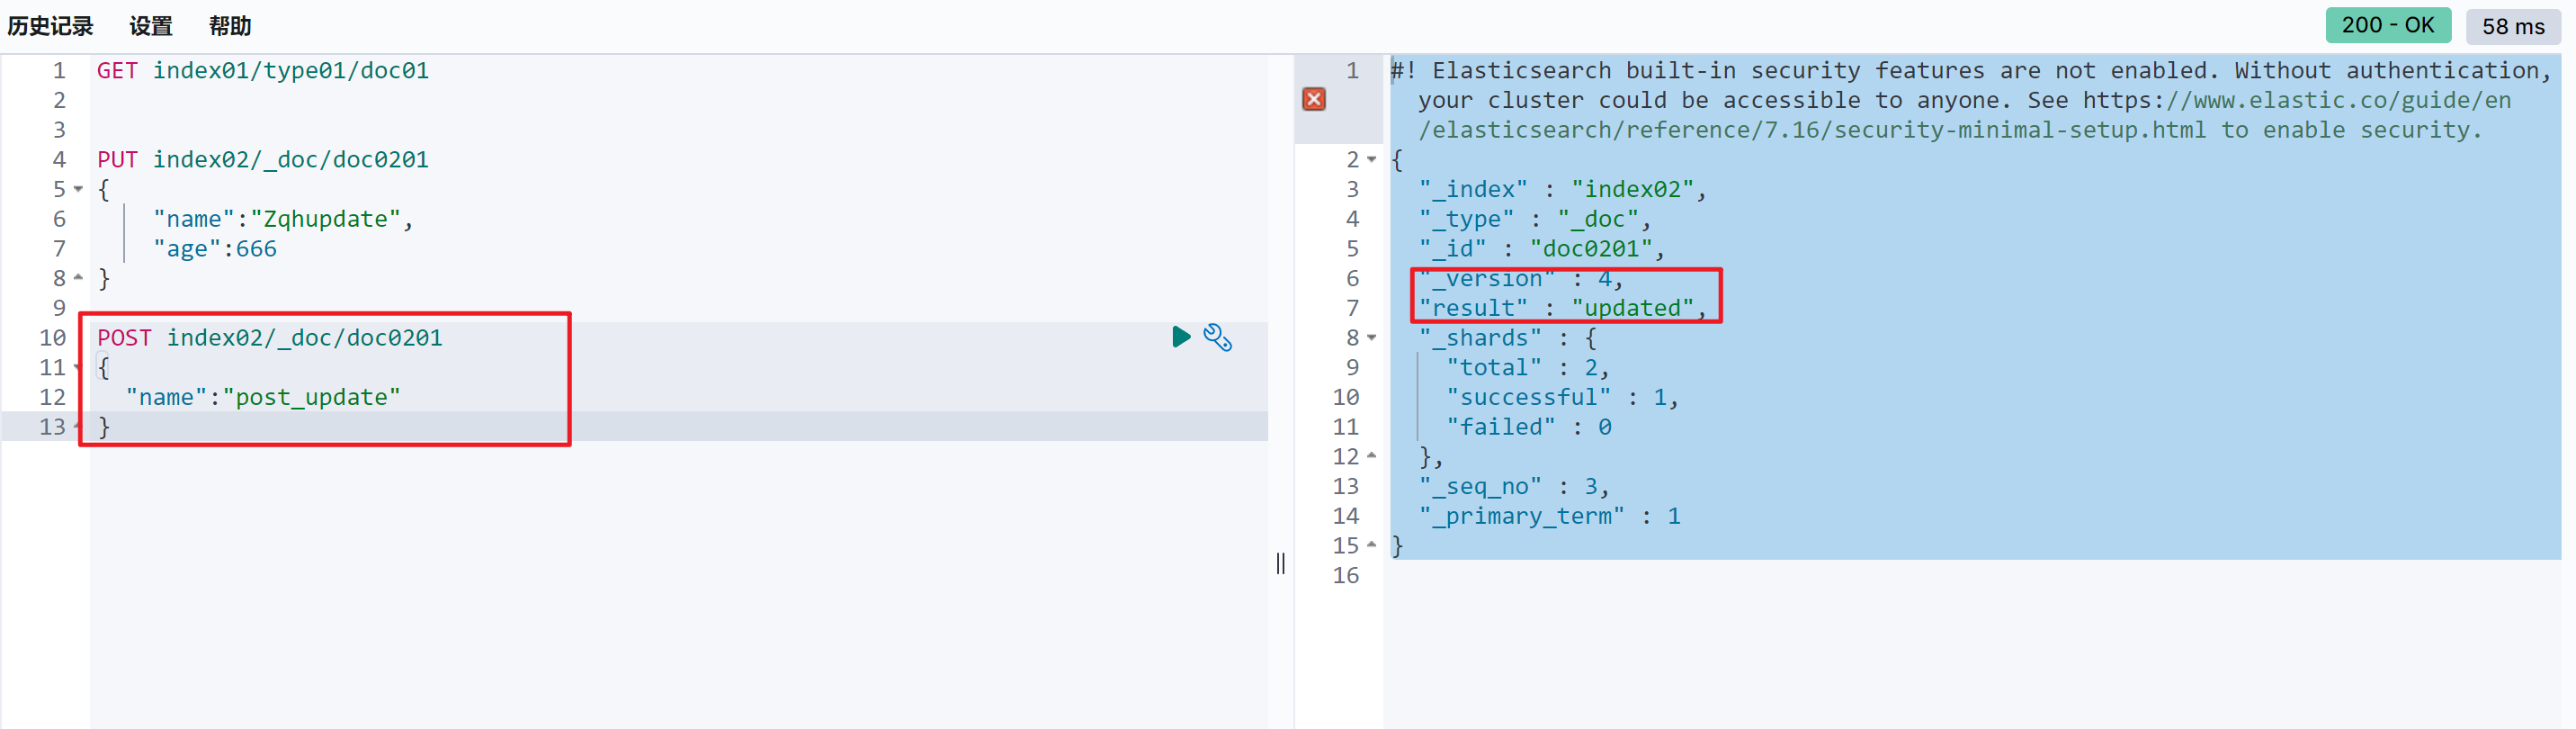 历史记录 设置 帮助
200 - OK 58 ms
1 GET index01/type01/doc01
2
3
4 PUT index02/_doc/doc0201
5 {
6 "name":"Zqhupdate",
7 "age":666
8 }
9
10 POST index02/_doc/doc0201
11 {
12 "name":"post_update"
13 }
1 #! Elasticsearch built-in security features are not enabled. Without authentication,
your cluster could be accessible to anyone. See https://www.elastic.co/guide/en
/elasticsearch/reference/7.16/security-minimal-setup.html to enable security.
2 {
3 "_index" : "index02",
4 "_type" : "_doc",
5 "_id" : "doc0201",
6 "_version" : 4,
7 "result" : "updated",
8 "_shards" : {
9 "total" : 2,
10 "successful" : 1,
11 "failed" : 0
12 },
13 "_seq_no" : 3,
14 "_primary_term" : 1
15 }
16